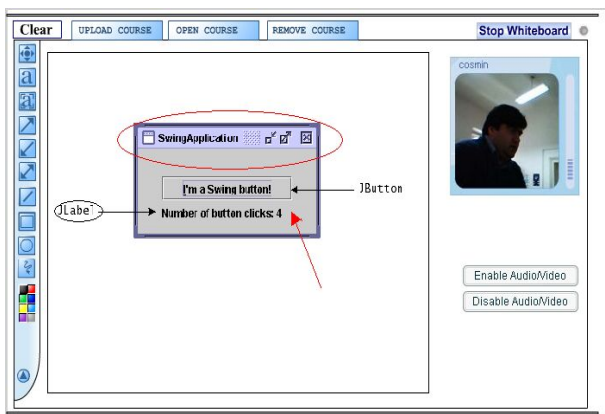 Clear UPLOAD COURSE OPEN COURSE REMOVE COURSE Stop Whiteboard
cosmin
a
a
SwingApplication
I'm a Swing button!
JButton
JLabel
Number of button clicks: 4
Enable Audio/Video
Disable Audio/Video